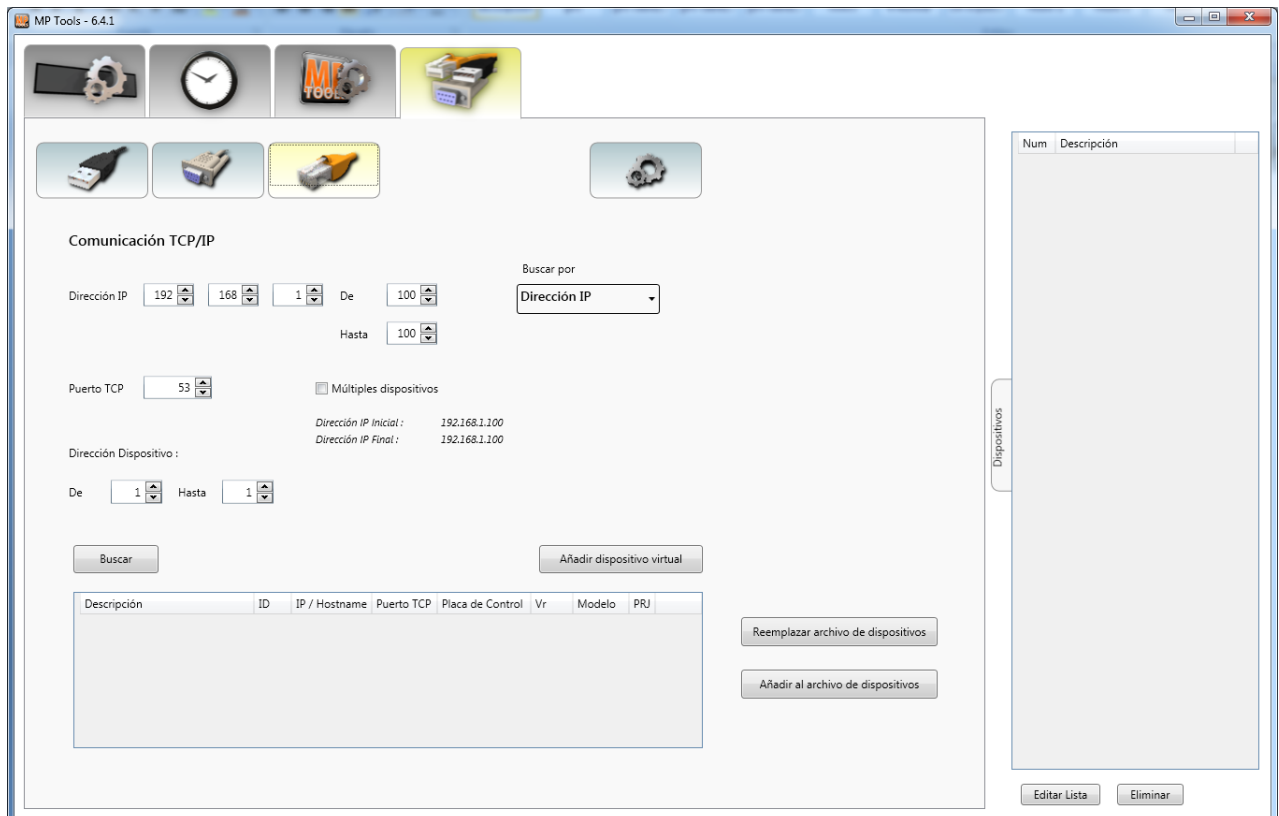 MP Tools - 6.4.1
MP
TOOLS
Num Descripción
Comunicación TCP/IP
Buscar por
Dirección IP 192 168 1 De 100 Dirección IP
Hasta 100
Puerto TCP 53 Múltiples dispositivos
Dirección IP Inicial : 192.168.1.100
Dirección IP Final : 192.168.1.100
Dispositivos
Dirección Dispositivo :
De 1 Hasta 1
Buscar Añadir dispositivo virtual
Descripción ID IP / Hostname Puerto TCP Placa de Control Vr Modelo PRJ
Reemplazar archivo de dispositivos
Añadir al archivo de dispositivos
Editar Lista Eliminar